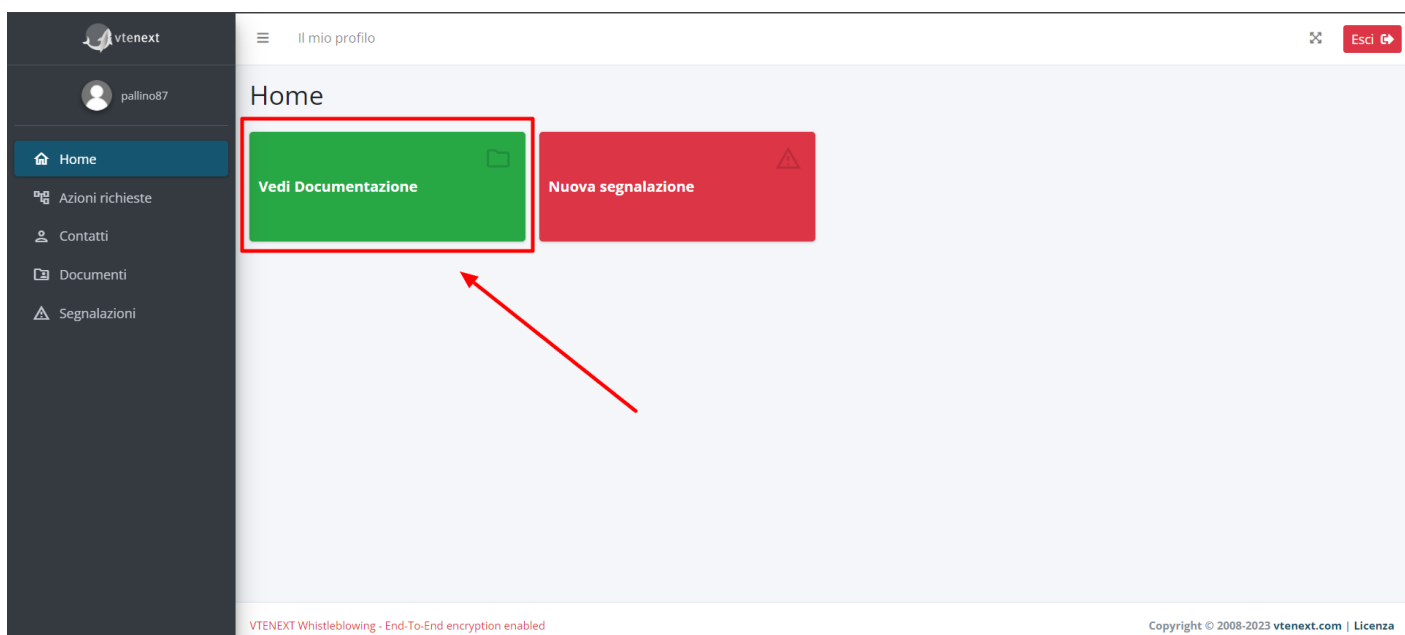 vtenext
Il mio profilo
Esci
pallino87
Home
Home
Azioni richieste
Contatti
Documenti
Segnalazioni
Vedi Documentazione
Nuova segnalazione
VTENEXT Whistleblowing - End-To-End encryption enabled
Copyright © 2008-2023 vtenext.com | Licenza